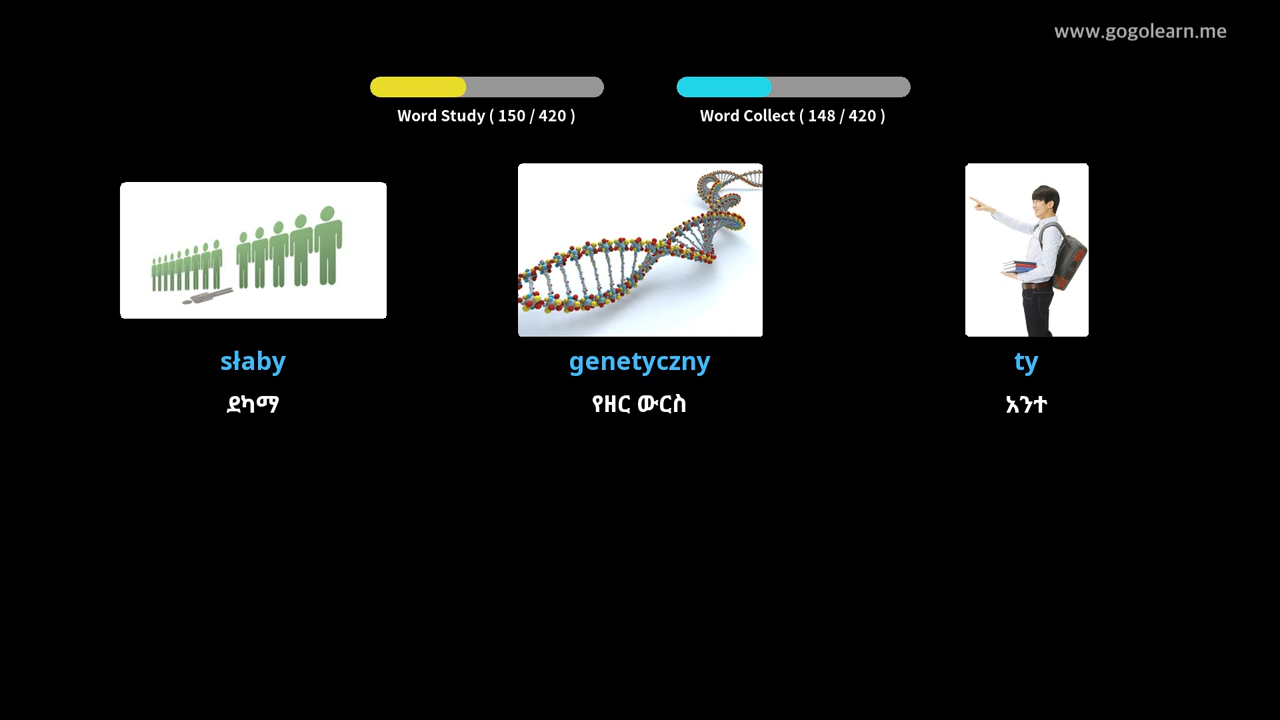 www.gogolearn.me
Word Study ( 150 / 420 )
Word Collect ( 148 / 420 )
słaby
genetyczny
ty
ደካማ
የዘር ውርስ
አንተ